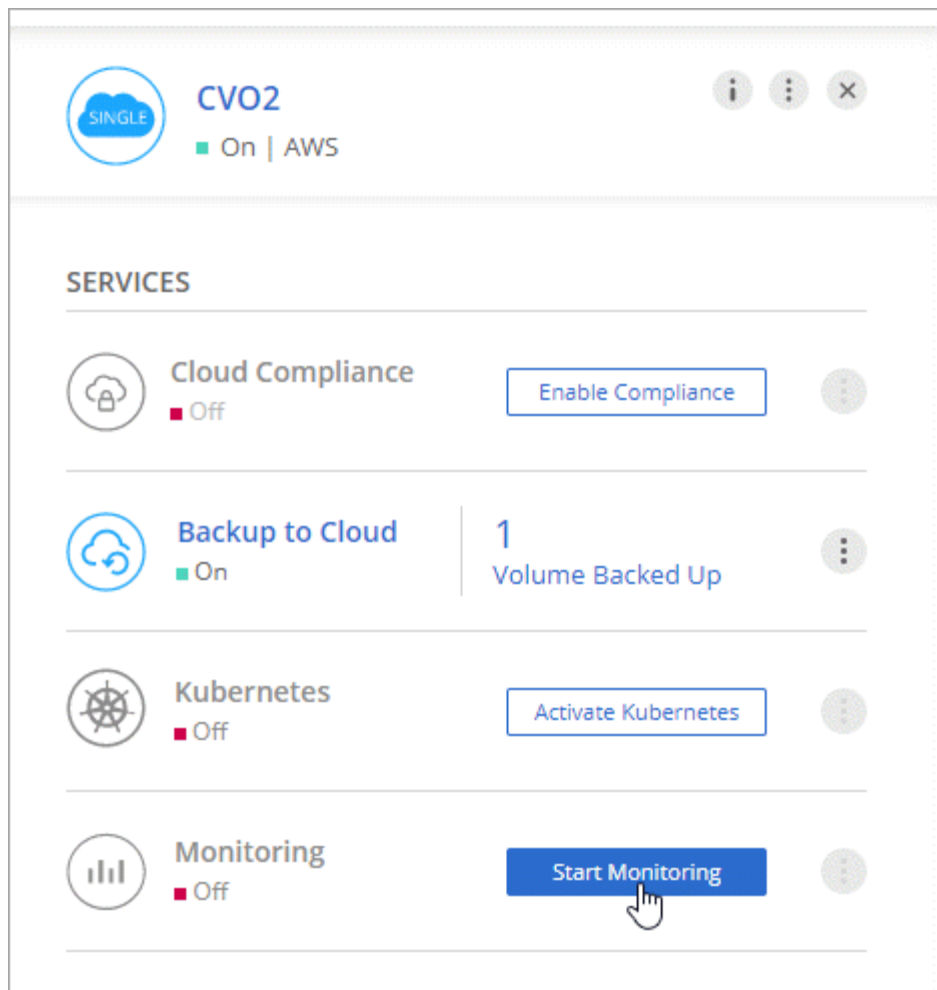 SINGLE
CVO2
On | AWS
SERVICES
Cloud Compliance
Off
Enable Compliance
Backup to Cloud
On
1
Volume Backed Up
Kubernetes
Off
Activate Kubernetes
Monitoring
Off
Start Monitoring